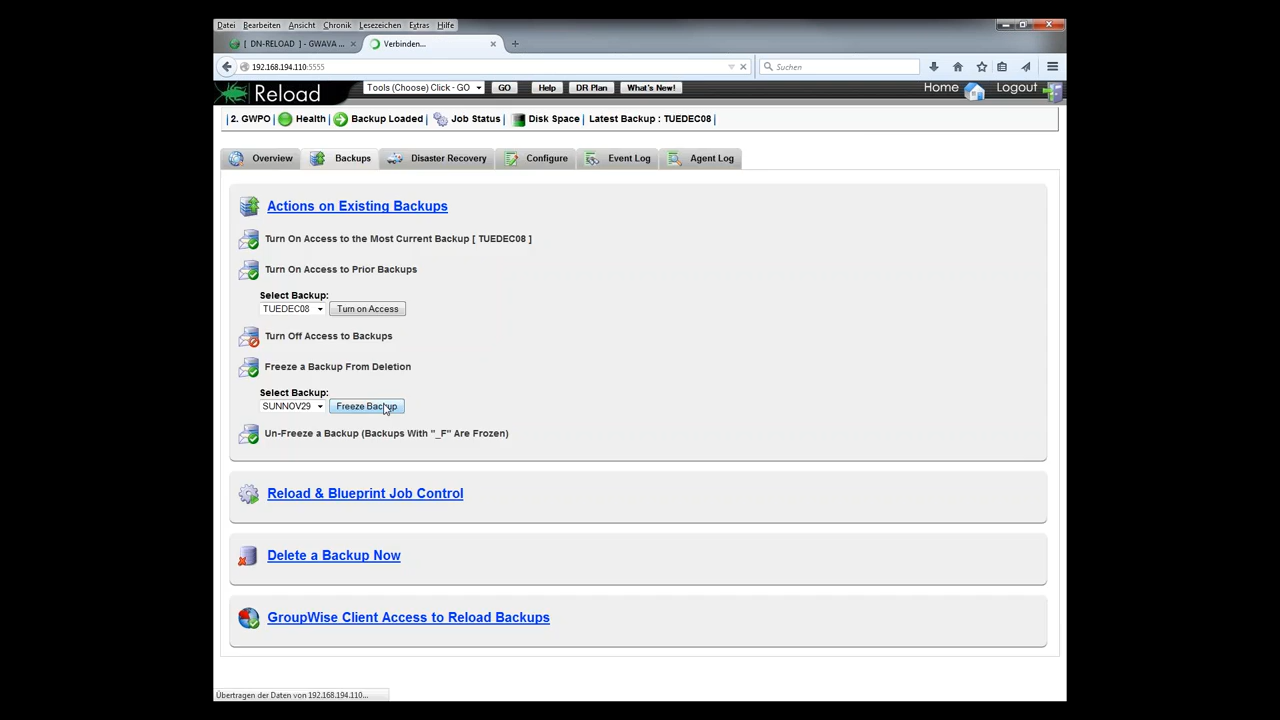 Datei Bearbeiten Ansicht Chronik Lesezeichen Extras Hilfe
[ DN-RELOAD ] - GWAVA ... Verbinden...
192.168.194.110:5555 Suchen
Reload Tools (Choose) Click - GO GO Help DR Plan What's New! Home Logout
2. GWPO Health Backup Loaded Job Status Disk Space Latest Backup : TUEDEC08
Overview Backups Disaster Recovery Configure Event Log Agent Log
Actions on Existing Backups
Turn On Access to the Most Current Backup [ TUEDEC08 ]
Turn On Access to Prior Backups
Select Backup:
TUEDEC08 Turn on Access
Turn Off Access to Backups
Freeze a Backup From Deletion
Select Backup:
SUNNOV29 Freeze Backup
Un-Freeze a Backup (Backups With "_F" Are Frozen)
Reload & Blueprint Job Control
Delete a Backup Now
GroupWise Client Access to Reload Backups
Übertragen der Daten von 192.168.194.110...